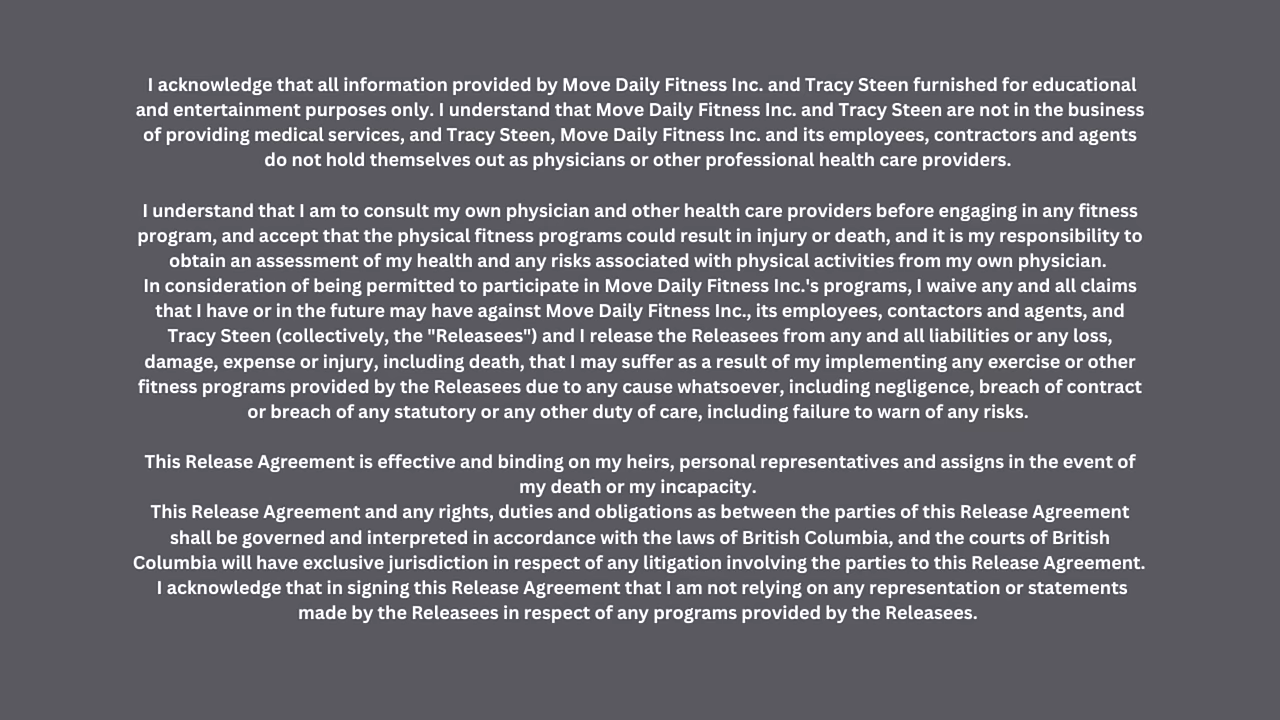 I acknowledge that all information provided by Move Daily Fitness Inc. and Tracy Steen furnished for educational
and entertainment purposes only. I understand that Move Daily Fitness Inc. and Tracy Steen are not in the business
of providing medical services, and Tracy Steen, Move Daily Fitness Inc. and its employees, contractors and agents
do not hold themselves out as physicians or other professional health care providers.
I understand that I am to consult my own physician and other health care providers before engaging in any fitness
program, and accept that the physical fitness programs could result in injury or death, and it is my responsibility to
obtain an assessment of my health and any risks associated with physical activities from my own physician.
In consideration of being permitted to participate in Move Daily Fitness Inc.'s programs, I waive any and all claims
that I have or in the future may have against Move Daily Fitness Inc., its employees, contactors and agents, and
Tracy Steen (collectively, the "Releasees") and I release the Releasees from any and all liabilities or any loss,
damage, expense or injury, including death, that I may suffer as a result of my implementing any exercise or other
fitness programs provided by the Releasees due to any cause whatsoever, including negligence, breach of contract
or breach of any statutory or any other duty of care, including failure to warn of any risks.
This Release Agreement is effective and binding on my heirs, personal representatives and assigns in the event of
my death or my incapacity.
This Release Agreement and any rights, duties and obligations as between the parties of this Release Agreement
shall be governed and interpreted in accordance with the laws of British Columbia, and the courts of British
Columbia will have exclusive jurisdiction in respect of any litigation involving the parties to this Release Agreement.
I acknowledge that in signing this Release Agreement that I am not relying on any representation or statements
made by the Releasees in respect of any programs provided by the Releasees.